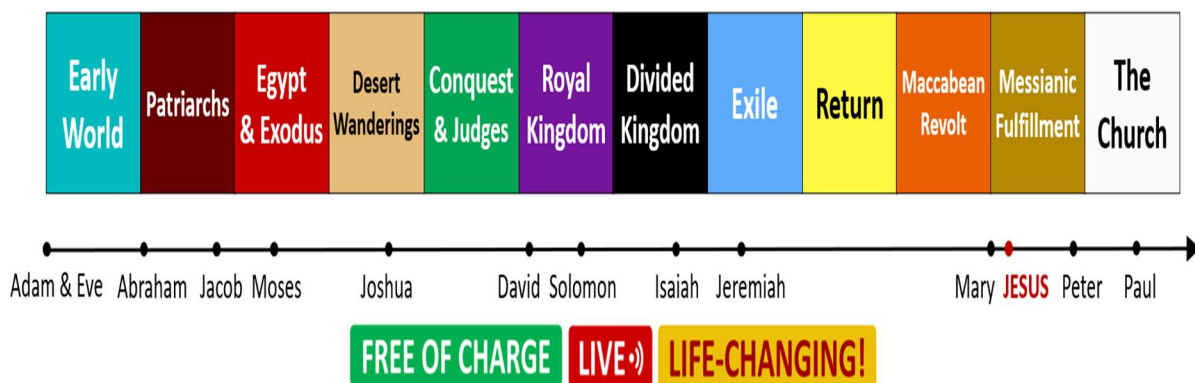 Early
World
Patriarchs
Egypt
& Exodus
Desert
Wanderings
Conquest
& Judges
Royal
Kingdom
Divided
Kingdom
Exile
Return
Maccabean
Revolt
Messianic
Fulfillment
The
Church
Adam & Eve Abraham Jacob Moses Joshua David Solomon Isaiah Jeremiah Mary JESUS Peter Paul
FREE OF CHARGE LIVE LIFE-CHANGING!